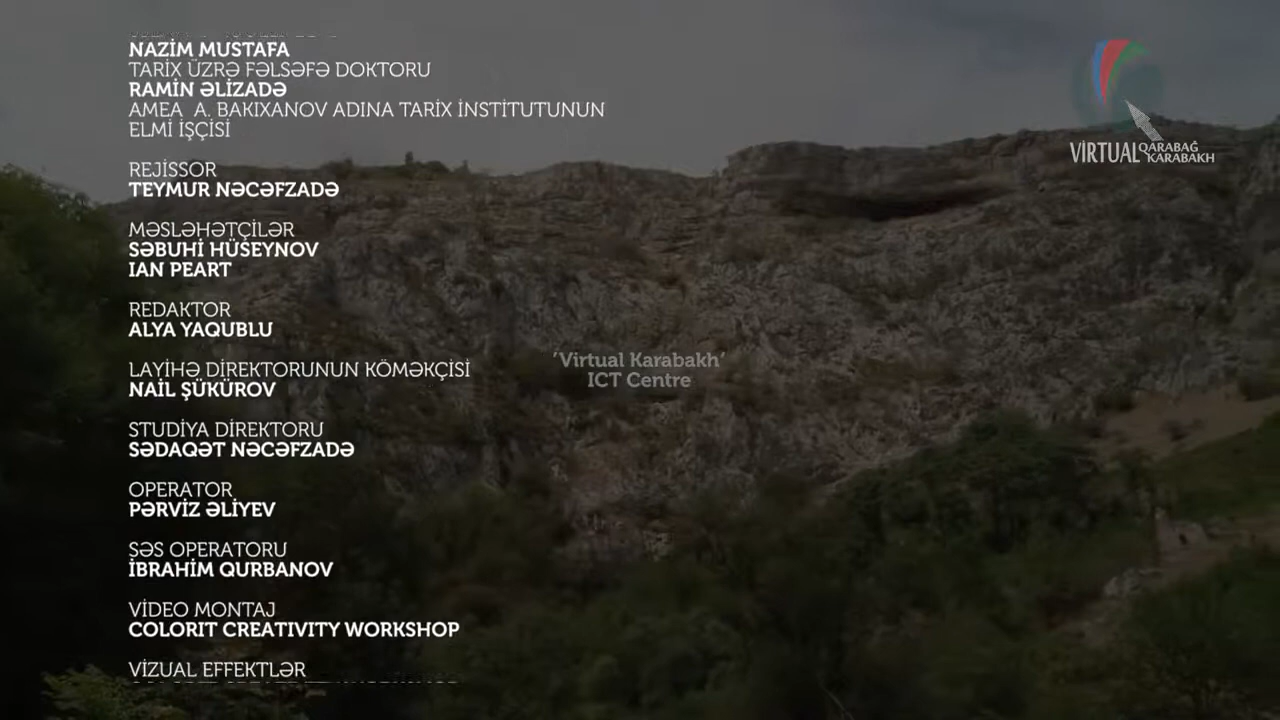 NAZİM MUSTAFA
TARİX ÜZRƏ FƏLSƏFƏ DOKTORU
RAMİN ƏLİZADƏ
AMEA A. BAKIXANOV ADINA TARİX İNSTİTUTUNUN
ELMİ İŞÇİSİ
REJİSSOR
TEYMUR NƏCƏFZADƏ
MƏSLƏHƏTÇİLƏR
SƏBUHİ HÜSEYNOV
IAN PEART
REDAKTOR
ALYA YAQUBLU
LAYİHƏ DİREKTORUNUN KÖMƏKÇİSİ
NAİL ŞÜKÜROV
STUDİYA DİREKTORU
SƏDAQƏT NƏCƏFZADƏ
OPERATOR
PƏRVİZ ƏLİYEV
SƏS OPERATORU
İBRAHİM QURBANOV
VİDEO MONTAJ
COLORIT CREATIVITY WORKSHOP
VİZUAL EFFEKTLƏR
'Virtual Karabakh'
ICT Centre
VİRTUAL QARABAĞ
KARABAKH